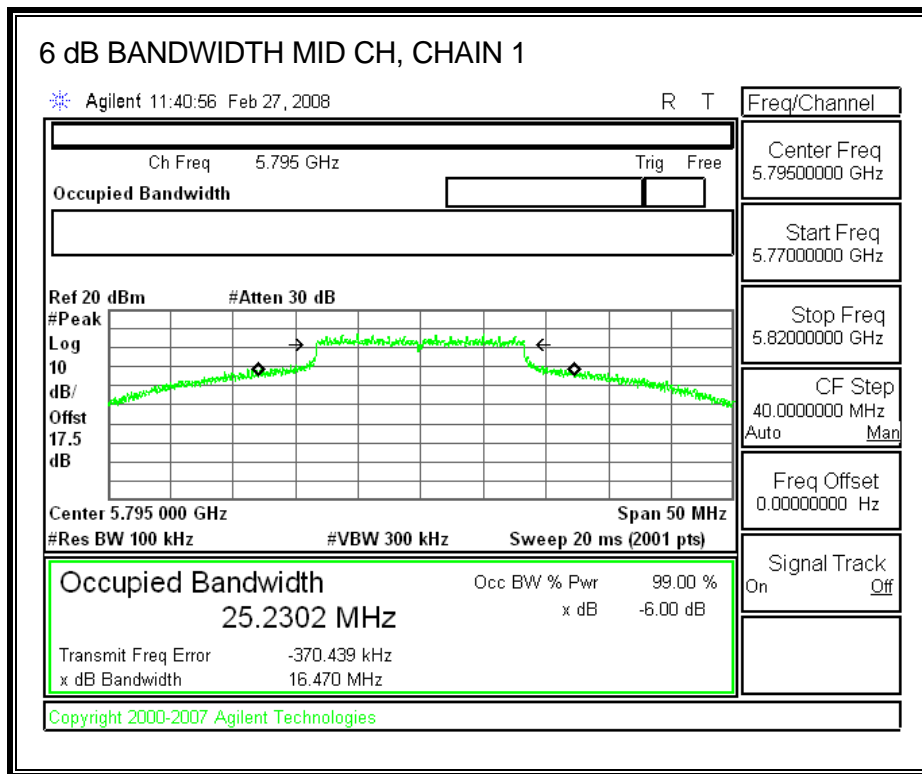 6 dB BANDWIDTH MID CH, CHAIN 1
Agilent 11:40:56 Feb 27, 2008 R T
Ch Freq 5.795 GHz Trig Free
Occupied Bandwidth
Ref 20 dBm #Atten 30 dB
#Peak
Log
10
dB/
Offst
17.5
dB
Center 5.795 000 GHz Span 50 MHz
#Res BW 100 kHz #VBW 300 kHz Sweep 20 ms (2001 pts)
Occupied Bandwidth Occ BW % Pwr 99.00 %
25.2302 MHz x dB -6.00 dB
Transmit Freq Error -370.439 kHz
x dB Bandwidth 16.470 MHz
Copyright 2000-2007 Agilent Technologies
Freq/Channel
Center Freq
5.79500000 GHz
Start Freq
5.77000000 GHz
Stop Freq
5.82000000 GHz
CF Step
40.0000000 MHz
Auto Man
Freq Offset
0.00000000 Hz
Signal Track
On Off